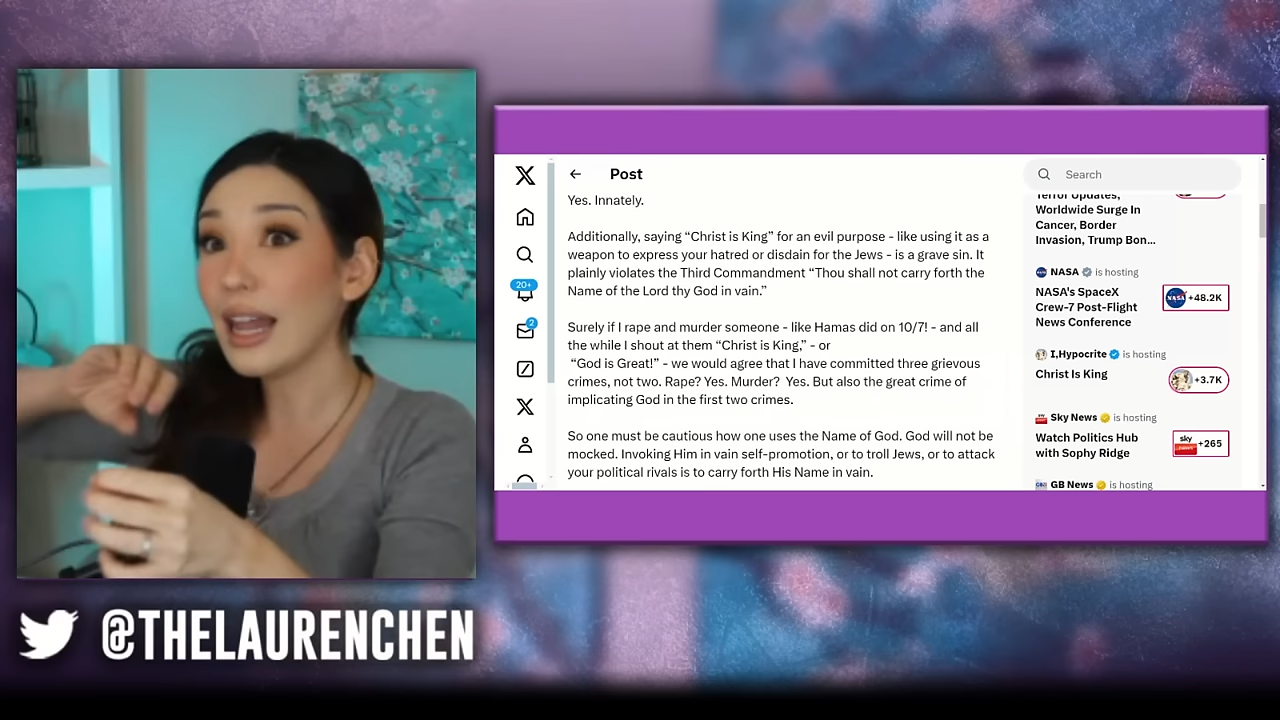 Post
Search
Yes. Innately.
Additionally, saying “Christ is King” for an evil purpose - like using it as a
weapon to express your hatred or disdain for the Jews - is a grave sin. It
plainly violates the Third Commandment “Thou shall not carry forth the
Name of the Lord thy God in vain.”
Surely if I rape and murder someone - like Hamas did on 10/7! - and all
the while I shout at them “Christ is King,” - or
“God is Great!” - we would agree that I have committed three grievous
crimes, not two. Rape? Yes. Murder? Yes. But also the great crime of
implicating God in the first two crimes.
So one must be cautious how one uses the Name of God. God will not be
mocked. Invoking Him in vain self-promotion, or to troll Jews, or to attack
your political rivals is to carry forth His Name in vain.
20+
2
Terror Updates,
Worldwide Surge In
Cancer, Border
Invasion, Trump Bon...
NASA is hosting
NASA's SpaceX
Crew-7 Post-Flight
News Conference
NASA
+48.2K
I,Hypocrite is hosting
Christ Is King
+3.7K
Sky News is hosting
Watch Politics Hub
with Sophy Ridge
sky
+265
GB News is hosting
@THELAURENCHEN